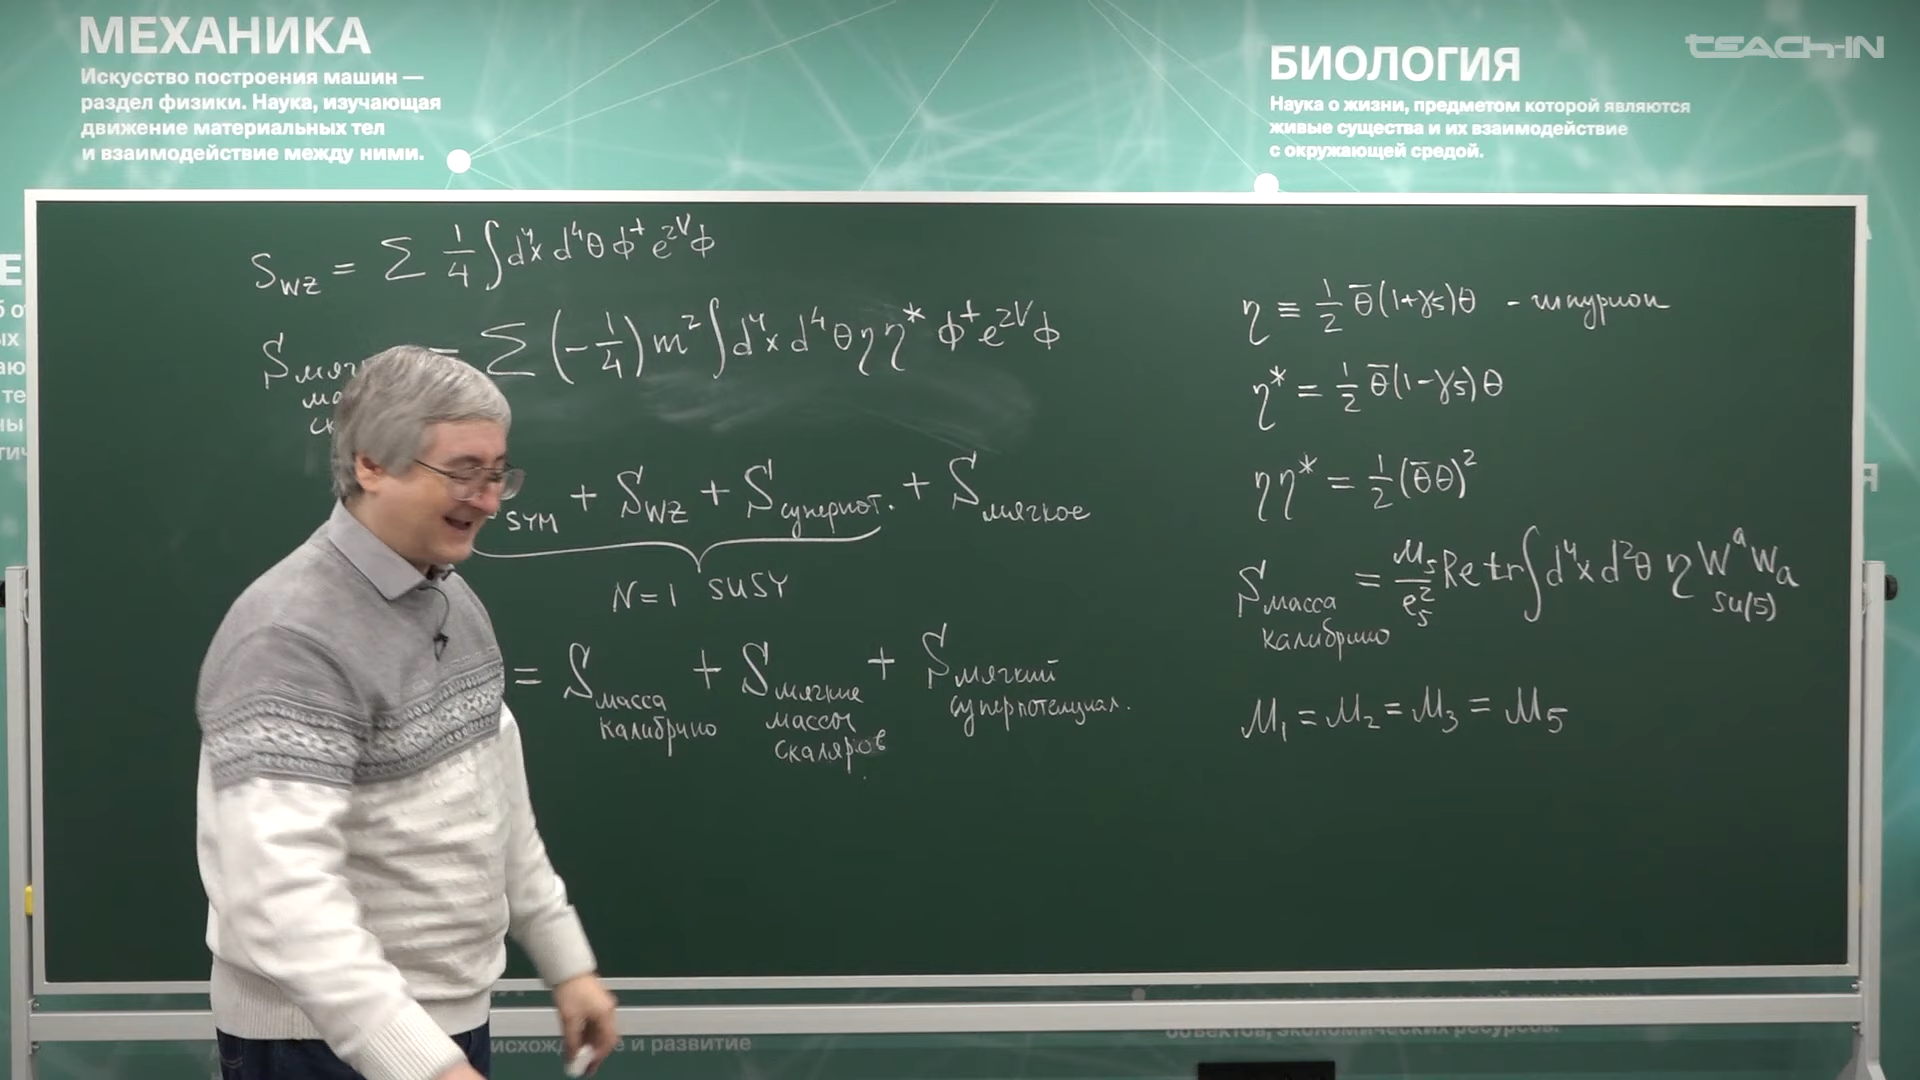 МЕХАНИКА
Искусство построения машин —
раздел физики. Наука, изучающая
движение материальных тел
и взаимодействие между ними.
БИОЛОГИЯ
Наука о жизни, предметом которой являются
живые существа и их взаимодействие
с окружающей средой.
TEACH-IN
S_WZ = Σ 1/4 ∫d⁴x d⁴θ ϕ⁺e^{2V}ϕ
S = Σ (-1/4) m² ∫d⁴x d⁴θ ηη* ϕ⁺e^{2V}ϕ
SYM + S_WZ + S_суперпот. + S_мягкое
N=1 SUSY
= S_масса калибрино + S_мягкие массы скаляров + S_мягкий суперпотенциал.
η ≡ 1/2 θ̄(1+γ₅)θ - шпурион
η* = 1/2 θ̄(1-γ₅)θ
ηη* = 1/2 (θ̄θ)²
S_масса калибрино = M₅/e₅² Re tr ∫d⁴x d²θ η WᵃWₐ
SU(5)
M₁ = M₂ = M₃ = M₅
и развитие